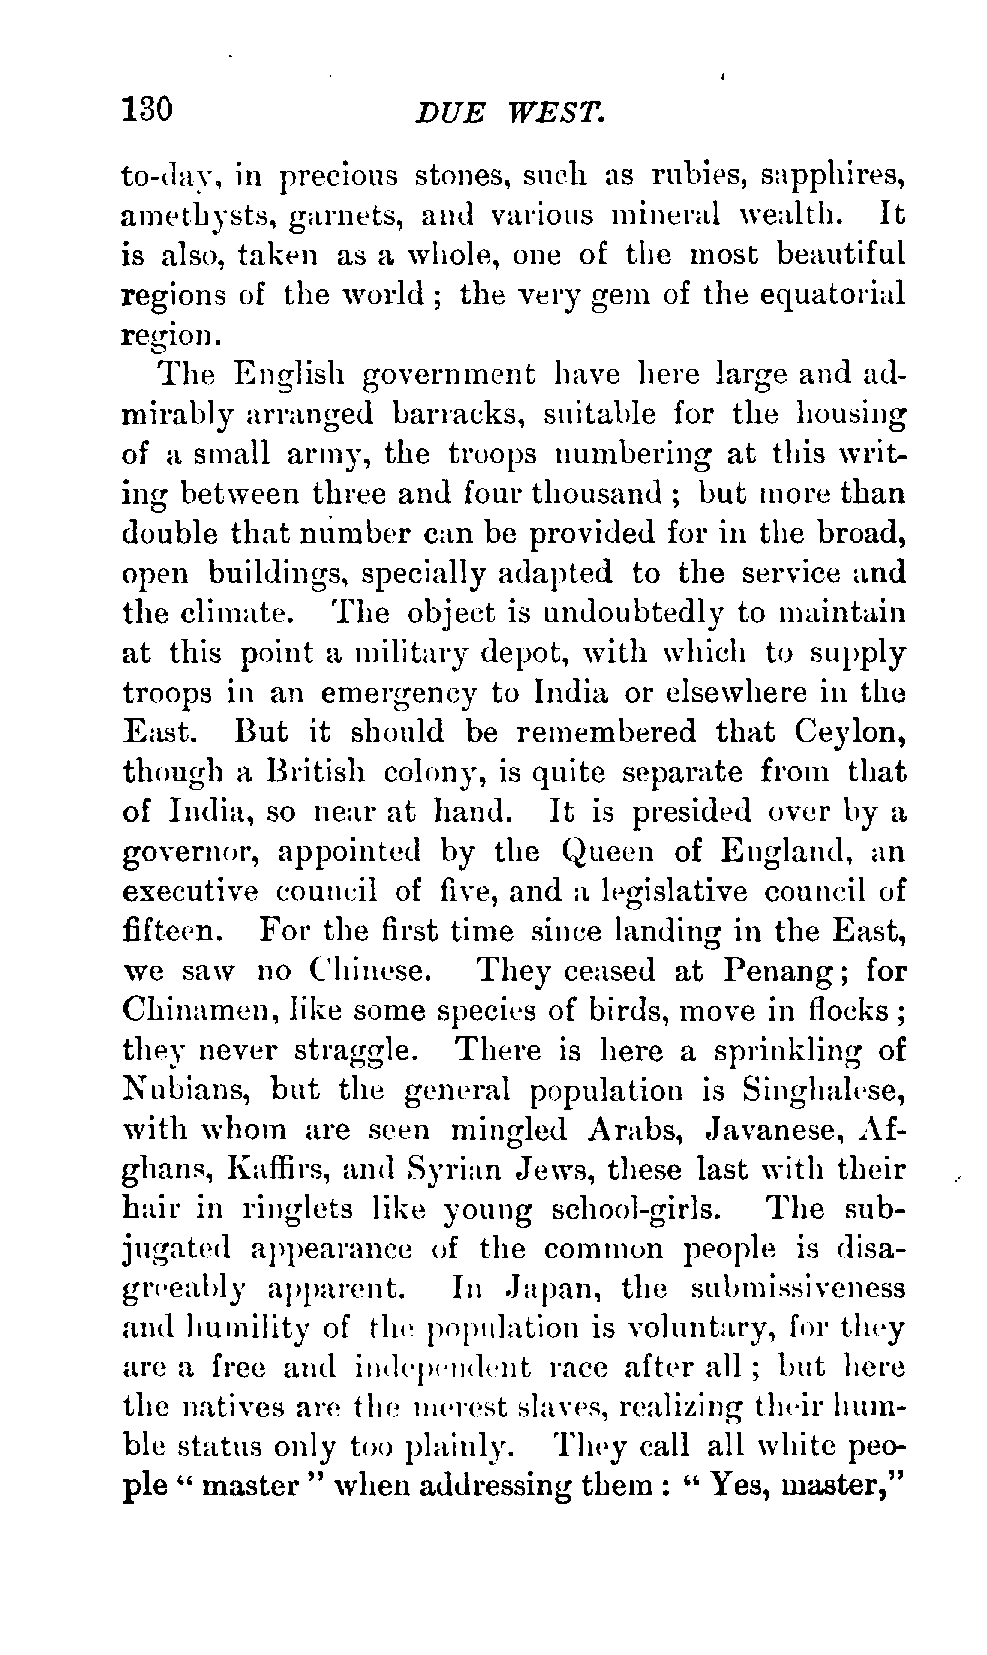 130 DUE WEST.
to-day, in precious stones, such as rubies, sapphires,
amethysts, garnets, and various mineral wealth. It
is also, taken as a whole, one of the most beautiful
regions of the world ; the very gem of the equatorial
region.
The English government have here large and ad-
mirably arranged barracks, suitable for the housing
of a small army, the troops numbering at this writ-
ing between three and four thousand ; but more than
double that number can be provided for in the broad,
open buildings, specially adapted to the service and
the climate. The object is undoubtedly to maintain
at this point a military depot, with which to supply
troops in an emergency to India or elsewhere in the
East. But it should be remembered that Ceylon,
though a British colony, is quite separate from that
of India, so near at hand. It is presided over by a
governor, appointed by the Queen of England, an
executive council of five, and a legislative council of
fifteen. For the first time since landing in the East,
we saw no Chinese. They ceased at Penang; for
Chinamen, like some species of birds, move in flocks ;
they never straggle. There is here a sprinkling of
Nubians, but the general population is Singhalese,
with whom are seen mingled Arabs, Javanese, Af-
ghans, Kaffirs, and Syrian Jews, these last with their
hair in ringlets like young school-girls. The sub-
jugated appearance of the common people is disa-
greeably apparent. In Japan, the submissiveness
and humility of the population is voluntary, for they
are a free and independent race after all ; but here
the natives are the merest slaves, realizing their hum-
ble status only too plainly. They call all white peo-
ple “ master ” when addressing them : “ Yes, master,”